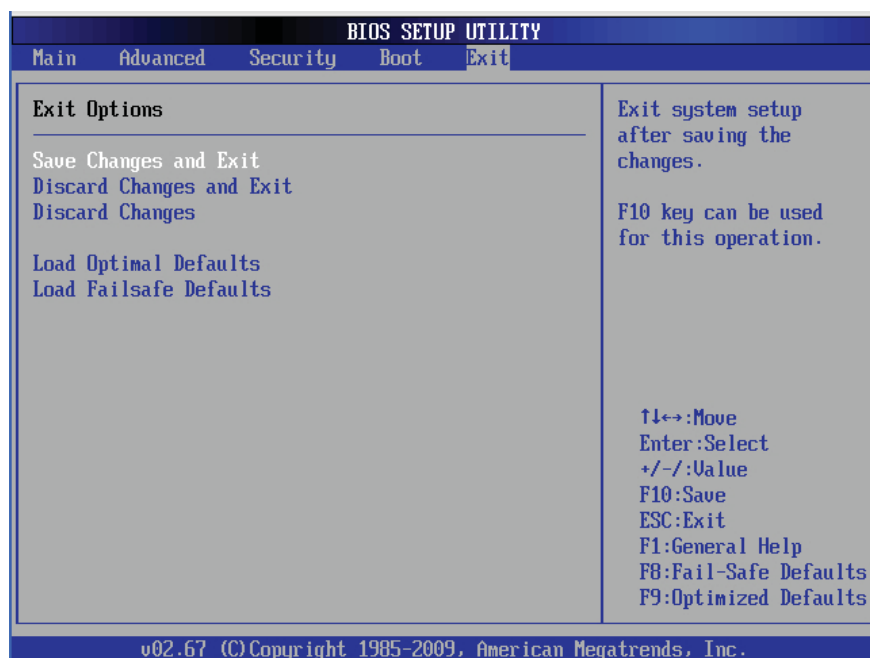 BIOS SETUP UTILITY
Main Advanced Security Boot Exit
Exit Options
Save Changes and Exit
Discard Changes and Exit
Discard Changes
Load Optimal Defaults
Load Failsafe Defaults
Exit system setup
after saving the
changes.
F10 key can be used
for this operation.
↑↓←→:Move
Enter:Select
+/-/:Value
F10:Save
ESC:Exit
F1:General Help
F8:Fail-Safe Defaults
F9:Optimized Defaults
v02.67 (C)Copyright 1985-2009, American Megatrends, Inc.